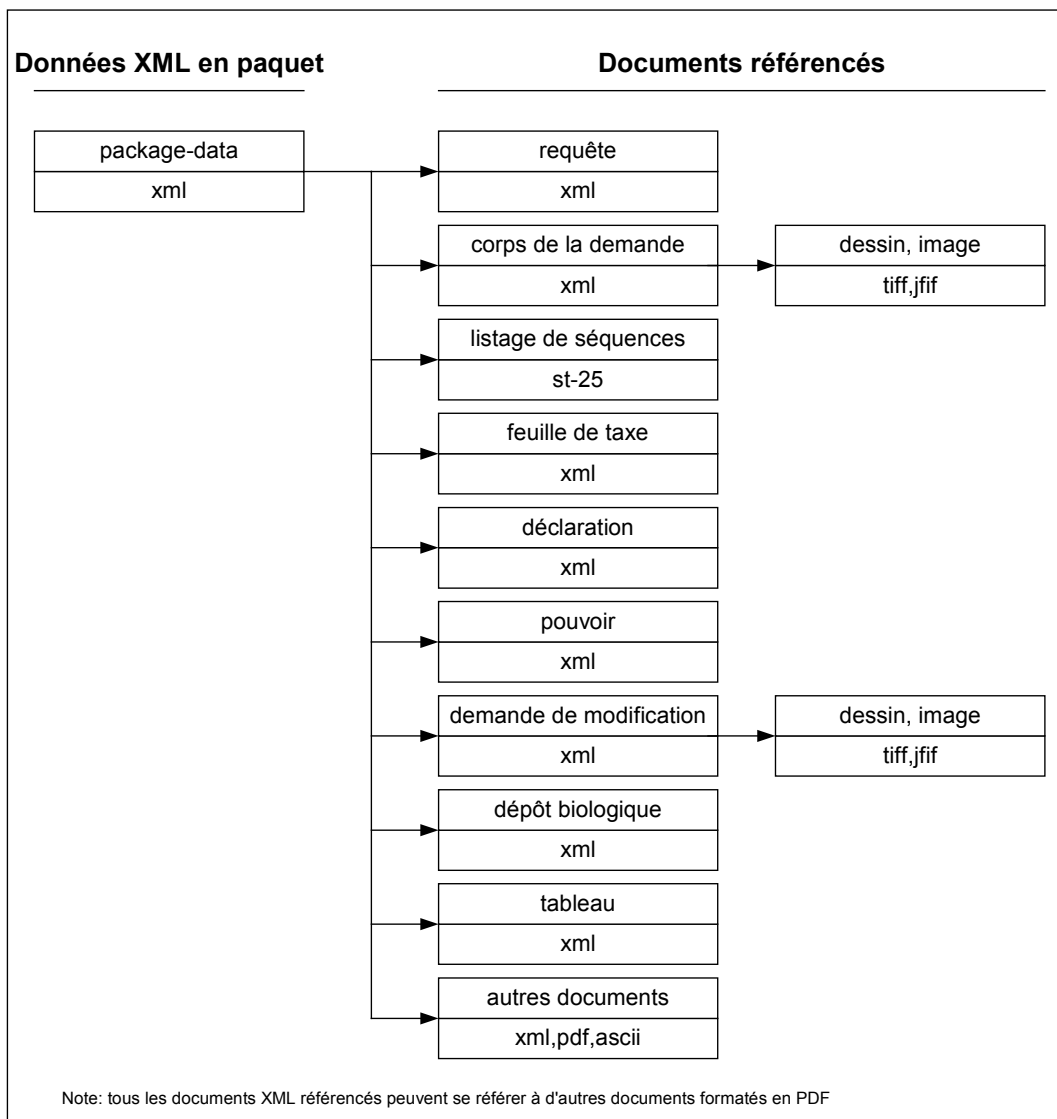 Données XML en paquet
Documents référencés
package-data
xml
requête
xml
corps de la demande
xml
dessin, image
tiff,jfif
listage de séquences
st-25
feuille de taxe
xml
déclaration
xml
pouvoir
xml
demande de modification
xml
dessin, image
tiff,jfif
dépôt biologique
xml
tableau
xml
autres documents
xml,pdf,ascii
Note: tous les documents XML référencés peuvent se référer à d'autres documents formatés en PDF